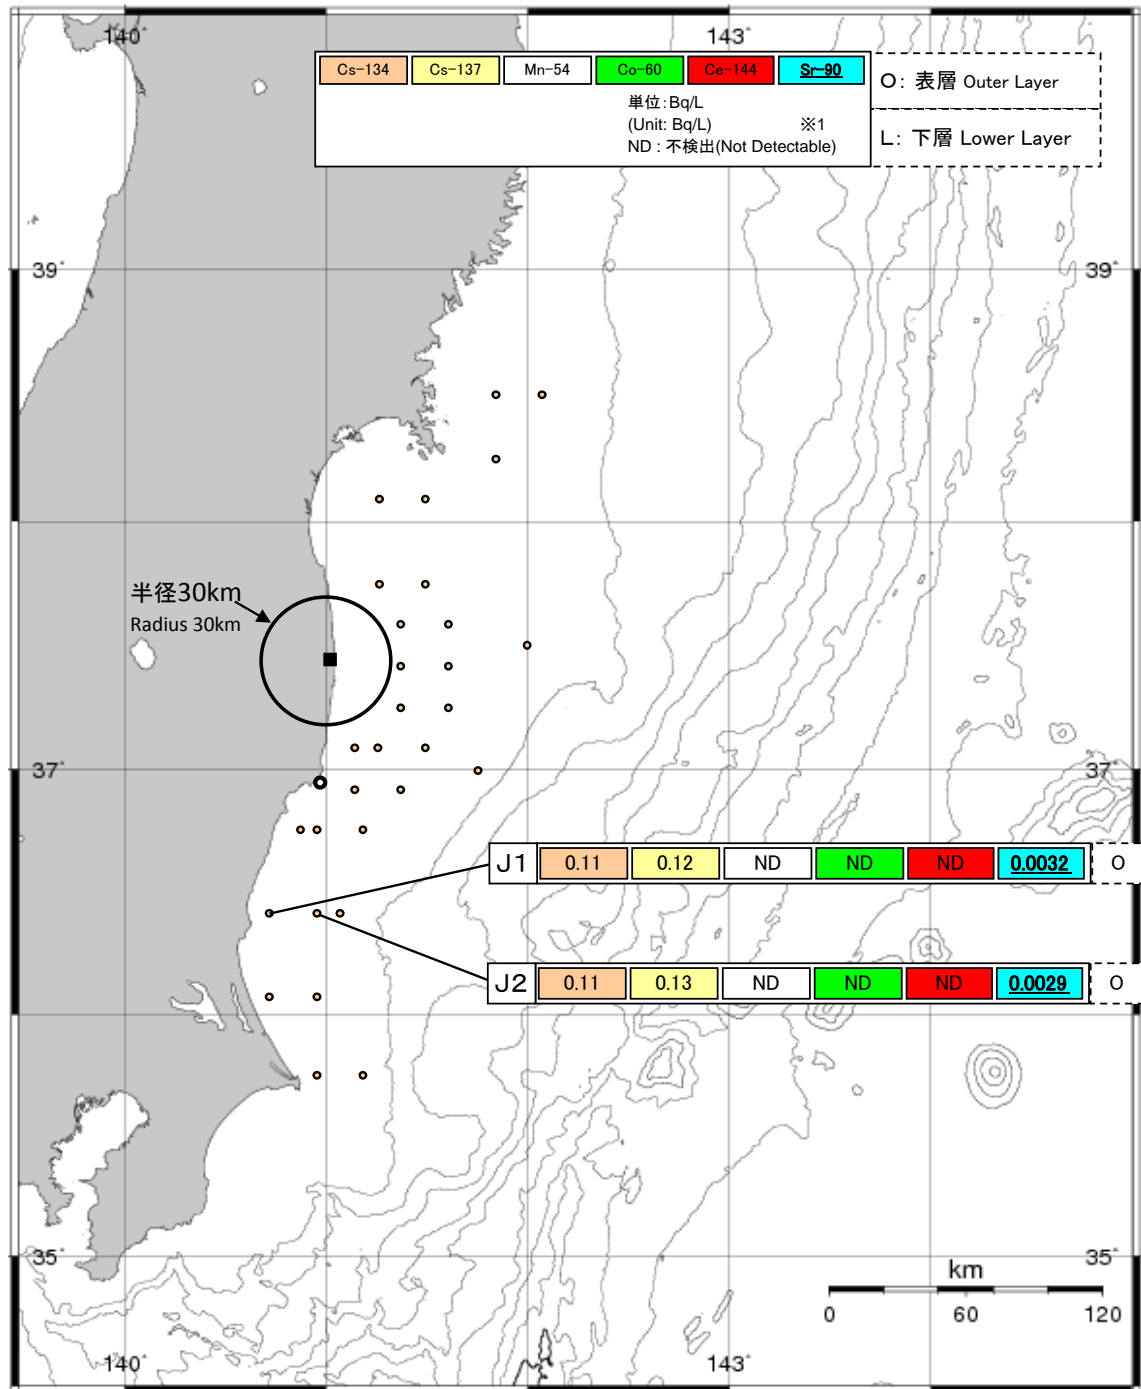 140° 143°
Cs-134 Cs-137 Mn-54 Co-60 Ce-144 Sr-90
単位:Bq/L
(Unit: Bq/L) ※1
ND : 不検出(Not Detectable)
O: 表層 Outer Layer
L: 下層 Lower Layer
39° 39°
半径30km
Radius 30km
37° 37°
J1 0.11 0.12 ND ND ND 0.0032 O
J2 0.11 0.13 ND ND ND 0.0029 O
35° 35°
km
0 60 120
140° 143°